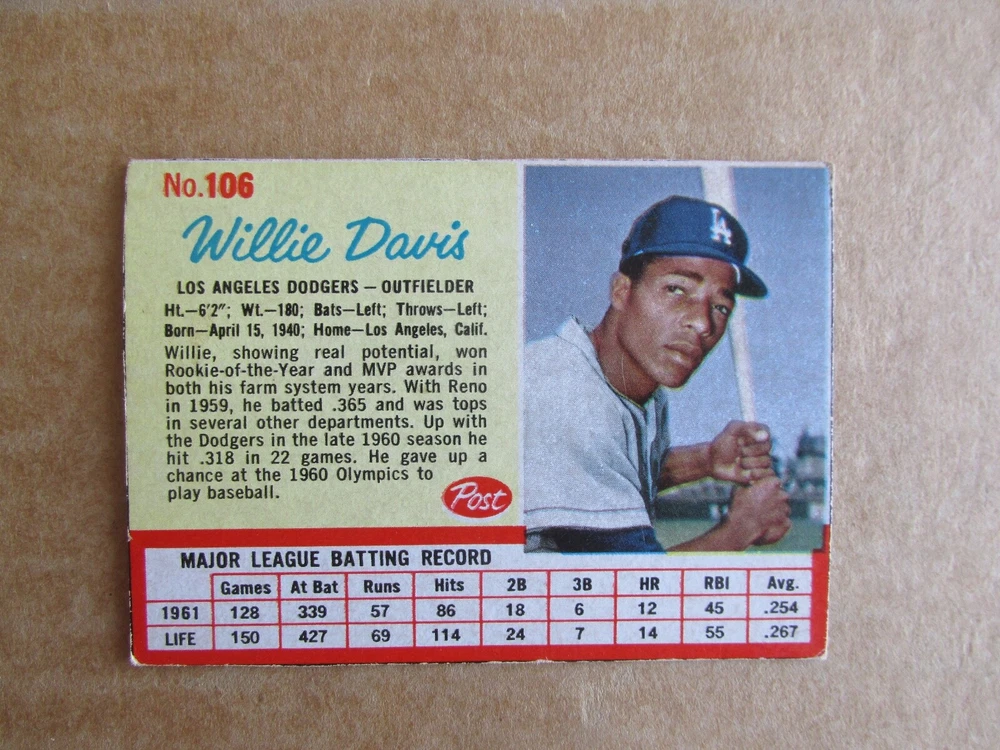 No.106
Willie Davis
LOS ANGELES DODGERS – OUTFIELDER
Ht.–6'2"; Wt.–180; Bats–Left; Throws–Left;
Born–April 15, 1940; Home–Los Angeles, Calif.
Willie, showing real potential, won
Rookie-of-the-Year and MVP awards in
both his farm system years. With Reno
in 1959, he batted .365 and was tops
in several other departments. Up with
the Dodgers in the late 1960 season he
hit .318 in 22 games. He gave up a
chance at the 1960 Olympics to
play baseball.
Post
LA
MAJOR LEAGUE BATTING RECORD
Games At Bat Runs Hits 2B 3B HR RBI Avg.
1961 128 339 57 86 18 6 12 45 .254
LIFE 150 427 69 114 24 7 14 55 .267